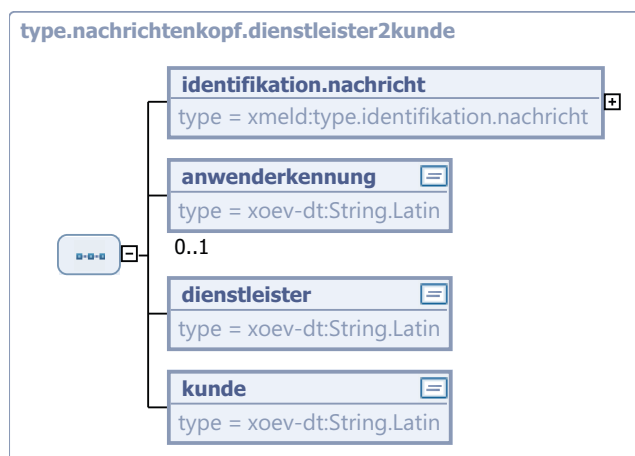 type.nachrichtenkopf.dienstleister2kunde
identifikation.nachricht
type = xmeld:type.identifikation.nachricht
anwenderkennung
type = xoev-dt:String.Latin
0..1
dienstleister
type = xoev-dt:String.Latin
kunde
type = xoev-dt:String.Latin